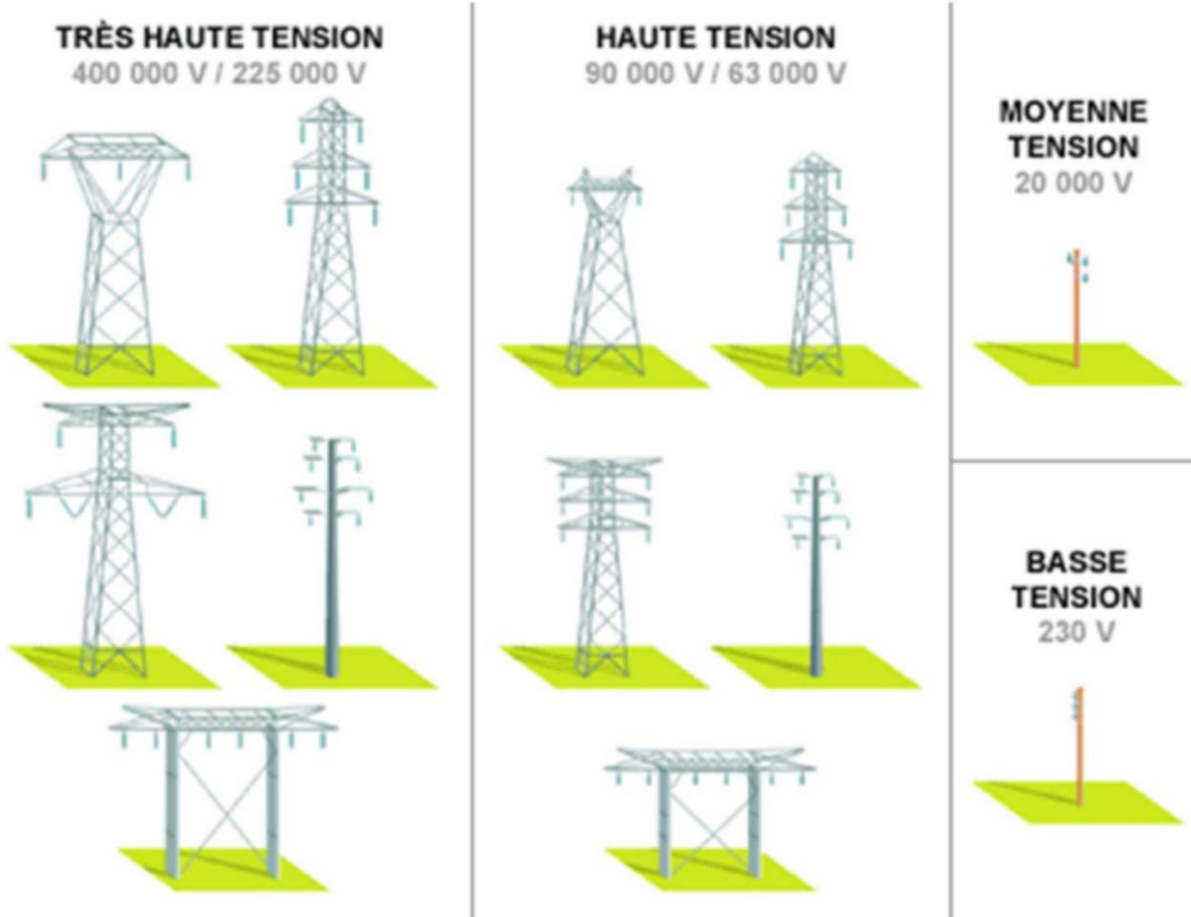 TRÈS HAUTE TENSION
400 000 V / 225 000 V
HAUTE TENSION
90 000 V / 63 000 V
MOYENNE
TENSION
20 000 V
BASSE
TENSION
230 V